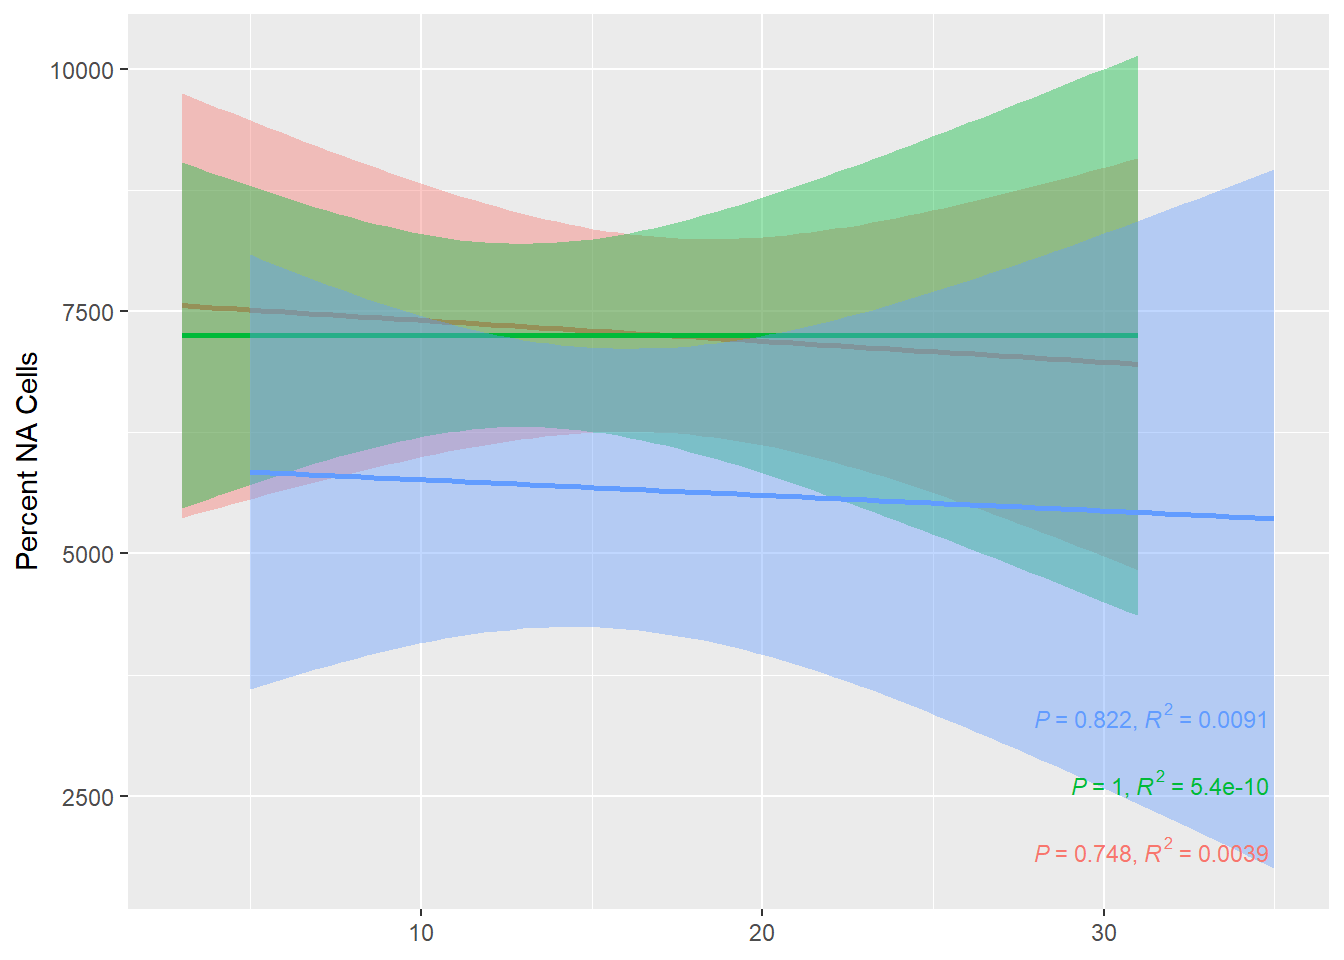 Percent NA Cells
10000
7500
5000
2500
P = 0.822, R² = 0.0091
P = 1, R² = 5.4e-10
P = 0.748, R² = 0.0039
10 20 30